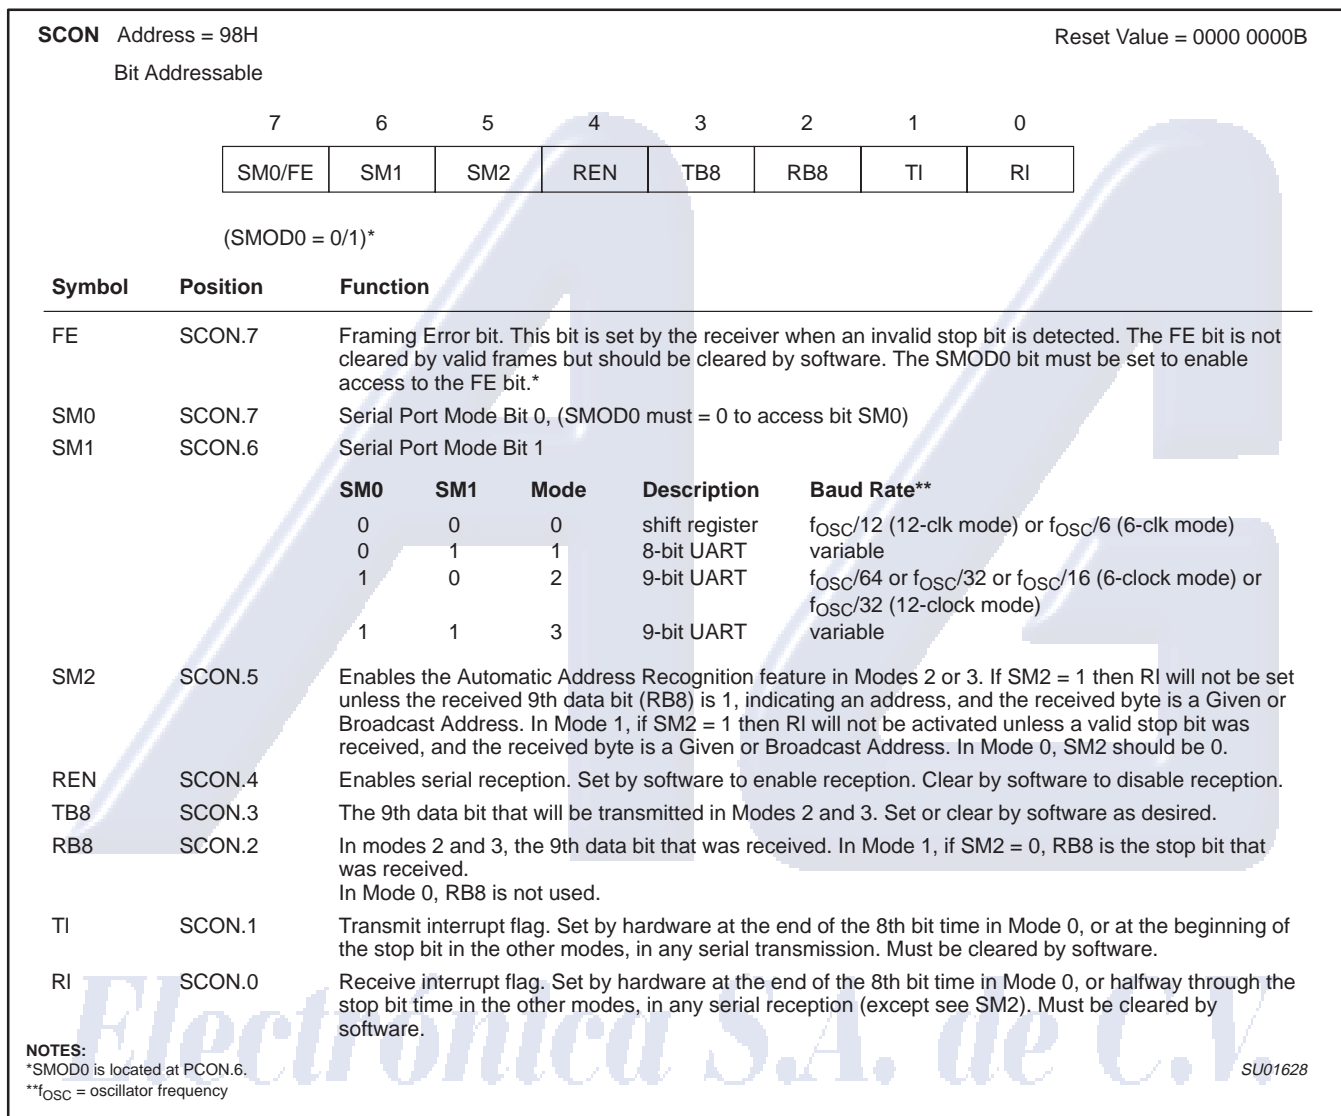 SCON Address = 98H Reset Value = 0000 0000B
Bit Addressable
7 6 5 4 3 2 1 0
SM0/FE SM1 SM2 REN TB8 RB8 TI RI
(SMOD0 = 0/1)*
Symbol Position Function
FE SCON.7 Framing Error bit. This bit is set by the receiver when an invalid stop bit is detected. The FE bit is not
cleared by valid frames but should be cleared by software. The SMOD0 bit must be set to enable
access to the FE bit.*
SM0 SCON.7 Serial Port Mode Bit 0, (SMOD0 must = 0 to access bit SM0)
SM1 SCON.6 Serial Port Mode Bit 1
SM0 SM1 Mode Description Baud Rate**
0 0 0 shift register fOSC/12 (12-clk mode) or fOSC/6 (6-clk mode)
0 1 1 8-bit UART variable
1 0 2 9-bit UART fOSC/64 or fOSC/32 or fOSC/16 (6-clock mode) or
fOSC/32 (12-clock mode)
1 1 3 9-bit UART variable
SM2 SCON.5 Enables the Automatic Address Recognition feature in Modes 2 or 3. If SM2 = 1 then RI will not be set
unless the received 9th data bit (RB8) is 1, indicating an address, and the received byte is a Given or
Broadcast Address. In Mode 1, if SM2 = 1 then RI will not be activated unless a valid stop bit was
received, and the received byte is a Given or Broadcast Address. In Mode 0, SM2 should be 0.
REN SCON.4 Enables serial reception. Set by software to enable reception. Clear by software to disable reception.
TB8 SCON.3 The 9th data bit that will be transmitted in Modes 2 and 3. Set or clear by software as desired.
RB8 SCON.2 In modes 2 and 3, the 9th data bit that was received. In Mode 1, if SM2 = 0, RB8 is the stop bit that
was received.
In Mode 0, RB8 is not used.
TI SCON.1 Transmit interrupt flag. Set by hardware at the end of the 8th bit time in Mode 0, or at the beginning of
the stop bit in the other modes, in any serial transmission. Must be cleared by software.
RI SCON.0 Receive interrupt flag. Set by hardware at the end of the 8th bit time in Mode 0, or halfway through the
stop bit time in the other modes, in any serial reception (except see SM2). Must be cleared by
software.
NOTES:
*SMOD0 is located at PCON.6.
**fOSC = oscillator frequency
SU01628
AG
Electrónica S.A. de C.V.